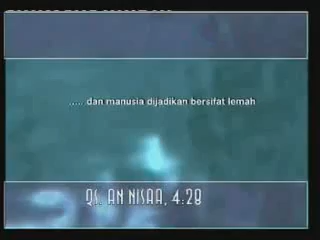 ..... dan manusia dijadikan bersifat lemah
QS. AN NISAA, 4:28